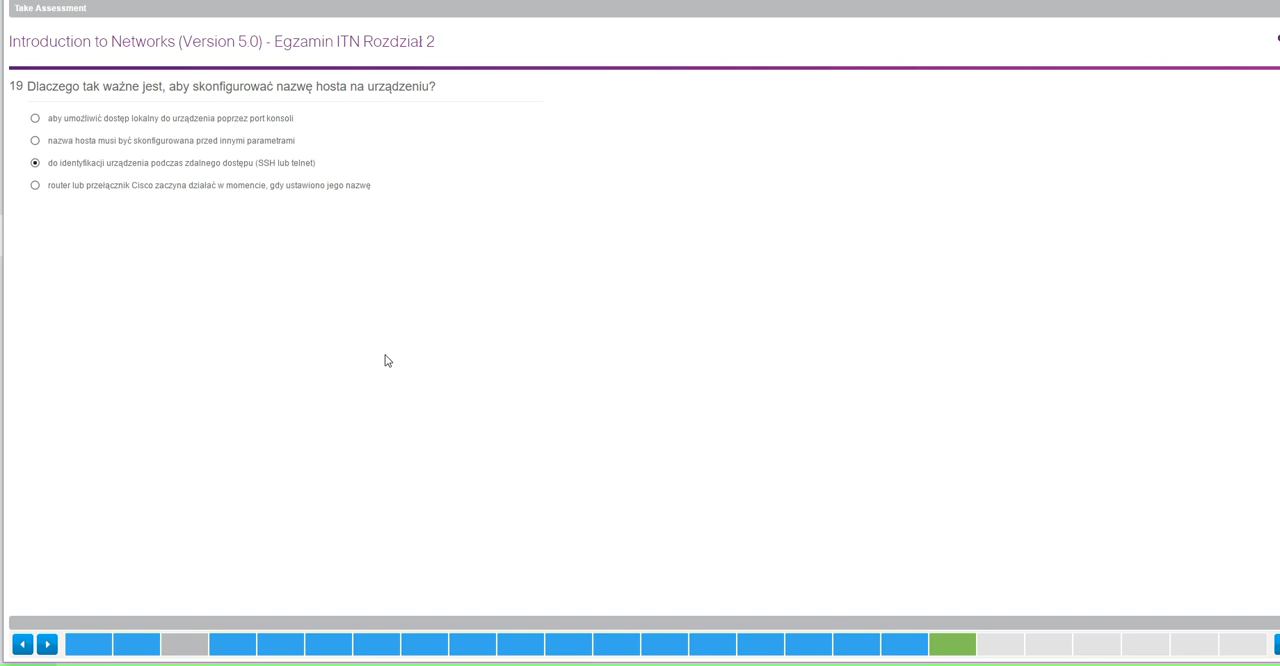 Take Assessment
Introduction to Networks (Version 5.0) - Egzamin ITN Rozdział 2
19 Dlaczego tak ważne jest, aby skonfigurować nazwę hosta na urządzeniu?
aby umożliwić dostęp lokalny do urządzenia poprzez port konsoli
nazwa hosta musi być skonfigurowana przed innymi parametrami
do identyfikacji urządzenia podczas zdalnego dostępu (SSH lub telnet)
router lub przełącznik Cisco zaczyna działać w momencie, gdy ustawiono jego nazwę